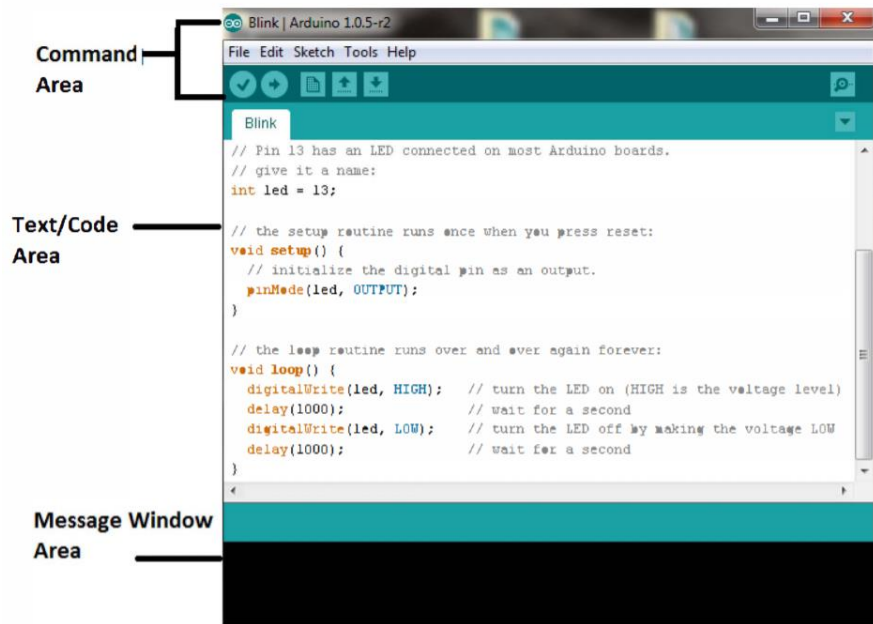 Blink | Arduino 1.0.5-r2
Command
Area
File Edit Sketch Tools Help
Blink
// Pin 13 has an LED connected on most Arduino boards.
// give it a name:
int led = 13;
Text/Code
Area
// the setup routine runs once when you press reset:
void setup() {
  // initialize the digital pin as an output.
  pinMode(led, OUTPUT);
}
// the loop routine runs over and over again forever:
void loop() {
  digitalWrite(led, HIGH);   // turn the LED on (HIGH is the voltage level)
  delay(1000);               // wait for a second
  digitalWrite(led, LOW);    // turn the LED off by making the voltage LOW
  delay(1000);               // wait for a second
}
Message Window
Area